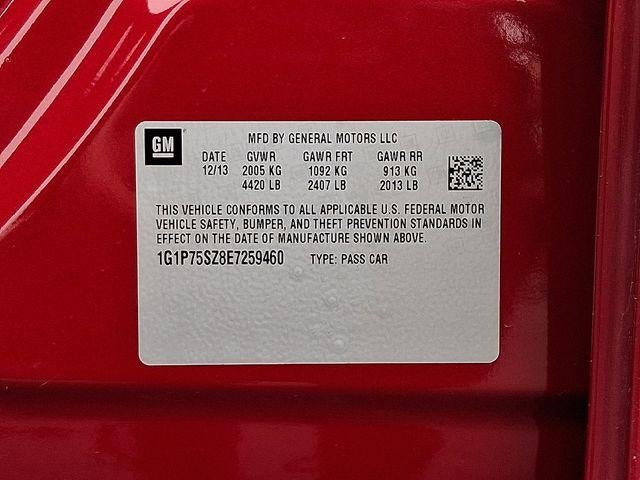 GM
MFD BY GENERAL MOTORS LLC
DATE GVWR GAWR FRT GAWR RR
12/13 2005 KG 1092 KG 913 KG
4420 LB 2407 LB 2013 LB
THIS VEHICLE CONFORMS TO ALL APPLICABLE U.S. FEDERAL MOTOR
VEHICLE SAFETY, BUMPER, AND THEFT PREVENTION STANDARDS IN
EFFECT ON THE DATE OF MANUFACTURE SHOWN ABOVE.
1G1P75SZ8E7259460 TYPE: PASS CAR